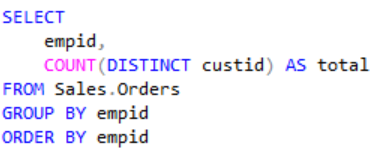 SELECT
    empid,
    COUNT(DISTINCT custid) AS total
FROM Sales.Orders
GROUP BY empid
ORDER BY empid